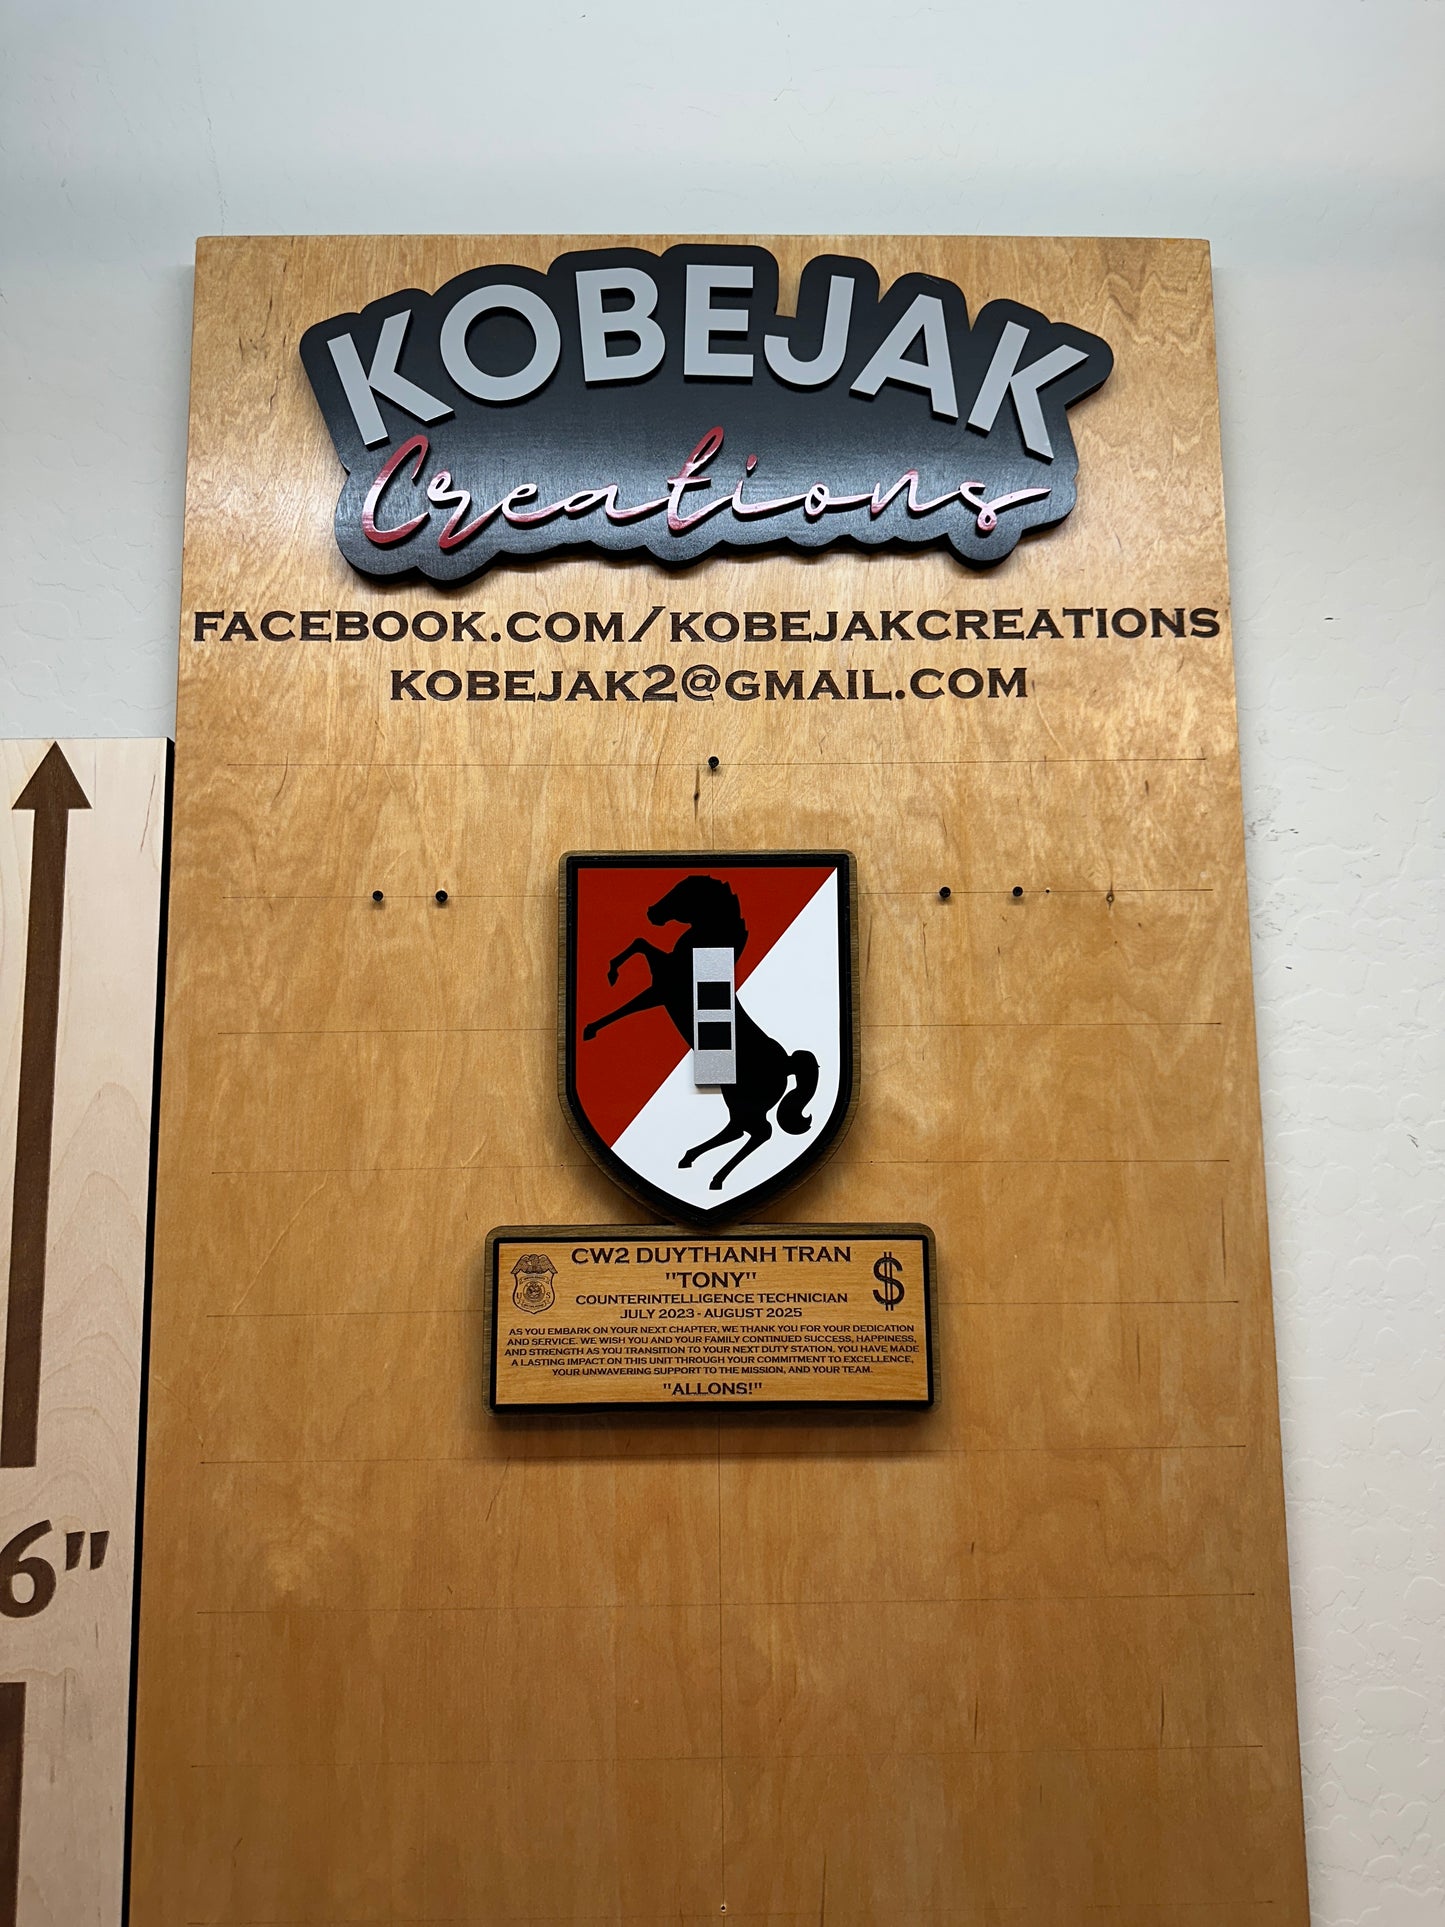 KOBEJAK
Creations
FACEBOOK.COM/KOBEJAKCREATIONS
KOBEJAK2@GMAIL.COM
CW2 DUYTHANH TRAN
"TONY"
COUNTERINTELLIGENCE TECHNICIAN
JULY 2023 - AUGUST 2025
AS YOU EMBARK ON YOUR NEXT CHAPTER, WE THANK YOU FOR YOUR DEDICATION
AND SERVICE. WE WISH YOU AND YOUR FAMILY CONTINUED SUCCESS, HAPPINESS,
AND STRENGTH AS YOU TRANSITION TO YOUR NEXT DUTY STATION. YOU HAVE MADE
A LASTING IMPACT ON THIS UNIT THROUGH YOUR COMMITMENT TO EXCELLENCE,
YOUR UNWAVERING SUPPORT TO THE MISSION, AND YOUR TEAM.
"ALLONS!"
U S
$
6"